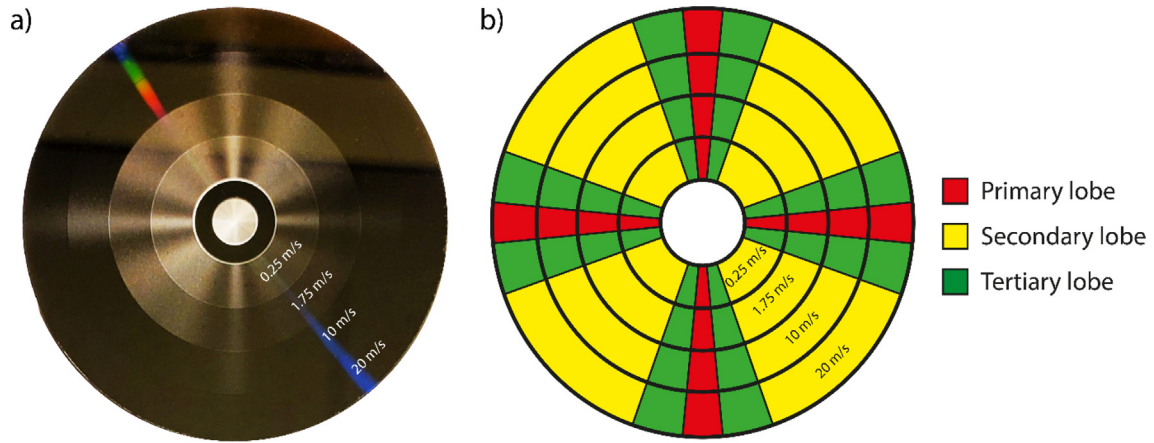 a)
0.25 m/s
1.75 m/s
10 m/s
20 m/s
b)
0.25 m/s
1.75 m/s
10 m/s
20 m/s
Primary lobe
Secondary lobe
Tertiary lobe